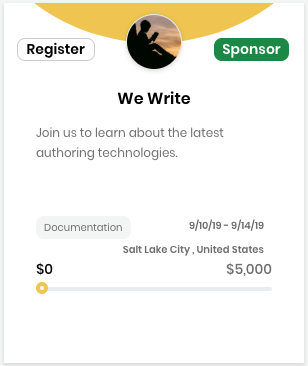 Register
Sponsor
We Write
Join us to learn about the latest
authoring technologies.
Documentation
9/10/19 - 9/14/19
Salt Lake City , United States
$0
$5,000